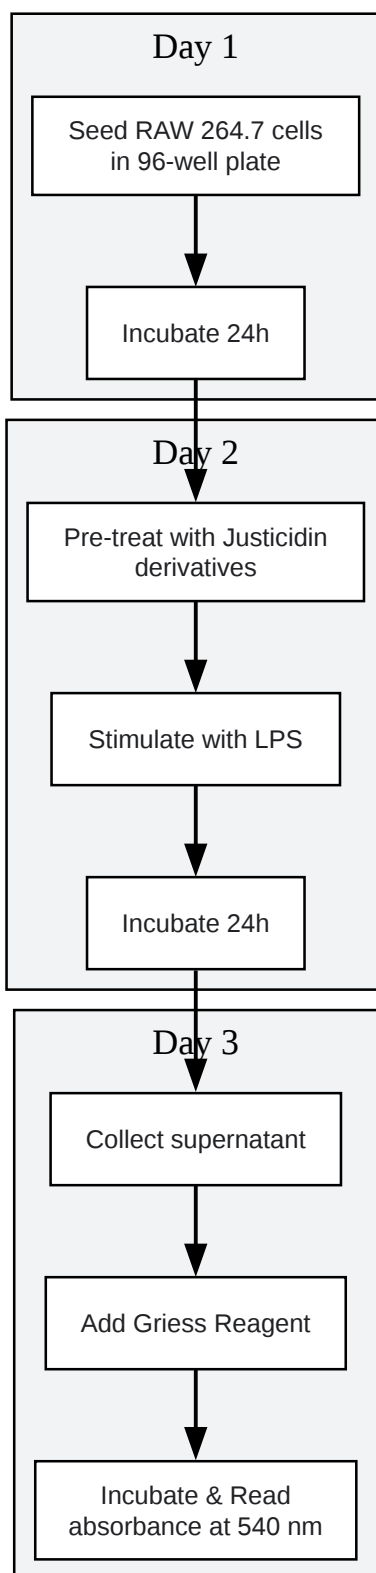 Day 1
Seed RAW 264.7 cells
in 96-well plate
Incubate 24h
Day 2
Pre-treat with Justicidin
derivatives
Stimulate with LPS
Incubate 24h
Day 3
Collect supernatant
Add Griess Reagent
Incubate & Read
absorbance at 540 nm